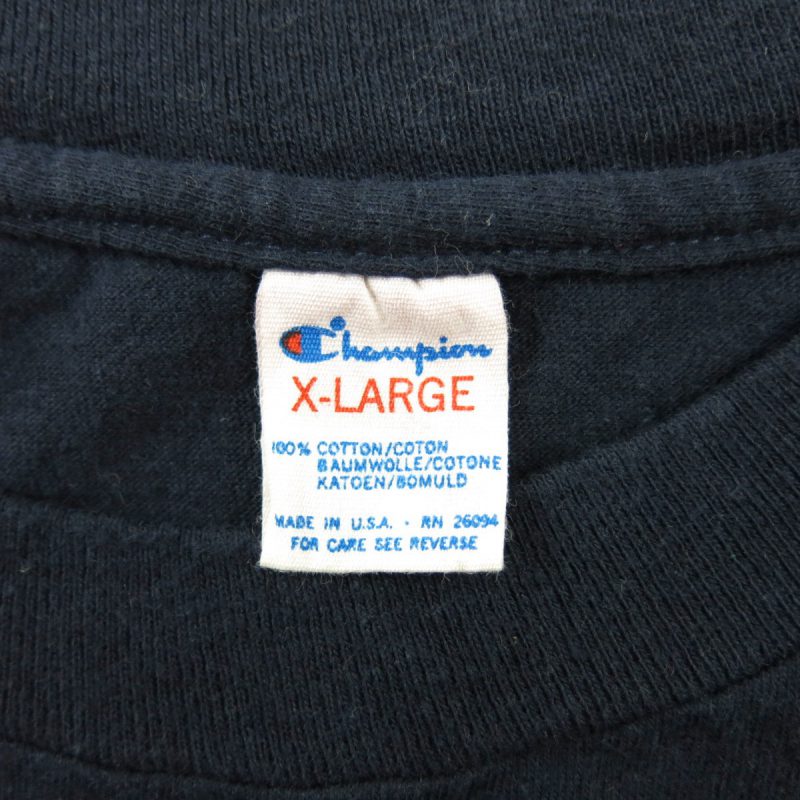 Champion
X-LARGE
100% COTTON/COTON
BAUMWOLLE/COTONE
KATOEN/BOMULD
MADE IN U.S.A. · RN 26094
FOR CARE SEE REVERSE